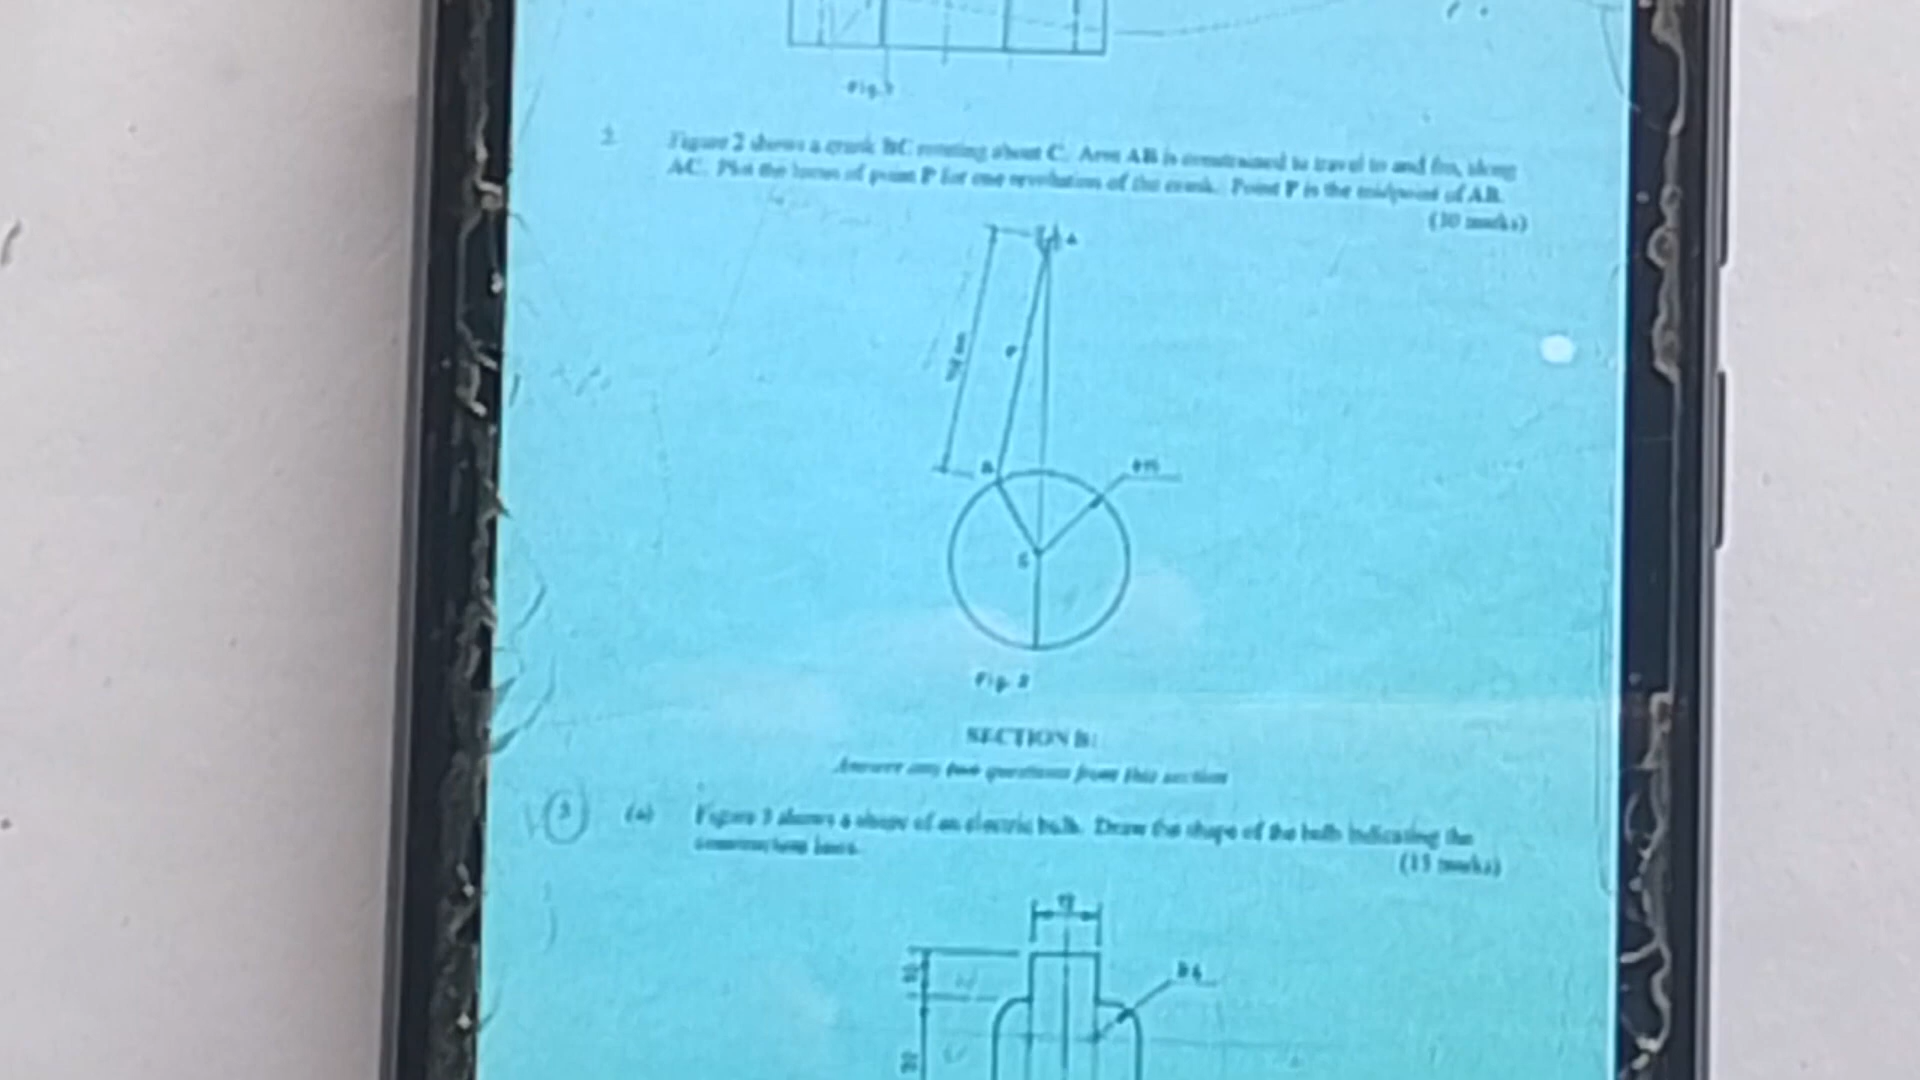 Fig.1
2. Figure 2 shows a crank BC rotating about C. Arm AB is constrained to travel to and fro, along
AC. Plot the locus of point P for one revolution of the crank. Point P is the midpoint of AB.
(10 marks)
A
P
B
C
Fig. 2
SECTION B:
Answer any two questions from this section
3 (a) Figure 3 shows a shape of an electric bulb. Draw the shape of the bulb indicating the
construction lines.
(15 marks)